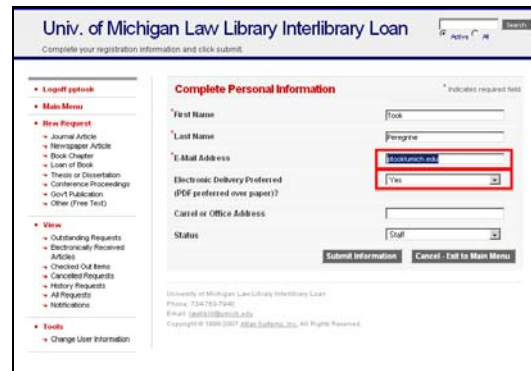 Univ. of Michigan Law Library Interlibrary Loan
Search
Active All
Complete your registration information and click submit.
Logoff pptook
Main Menu
New Request
Journal Article
Newspaper Article
Book Chapter
Loan of Book
Thesis or Dissertation
Conference Proceedings
Gov't Publication
Other (Free Text)
View
Outstanding Requests
Electronically Received
Articles
Checked Out Items
Cancelled Requests
History Requests
All Requests
Notifications
Tools
Change User Information
Complete Personal Information
* Indicates required field
*First Name
Took
*Last Name
Peregrine
*E-Mail Address
Electronic Delivery Preferred
(PDF preferred over paper)?
Yes
Carrel or Office Address
Status
Staff
Submit Information
Cancel - Exit to Main Menu
University of Michigan Law Library Interlibrary Loan
Phone: 734/763-7940
Email:
Copyright © 1996-2007 Atlas Systems, Inc. All Rights Reserved.